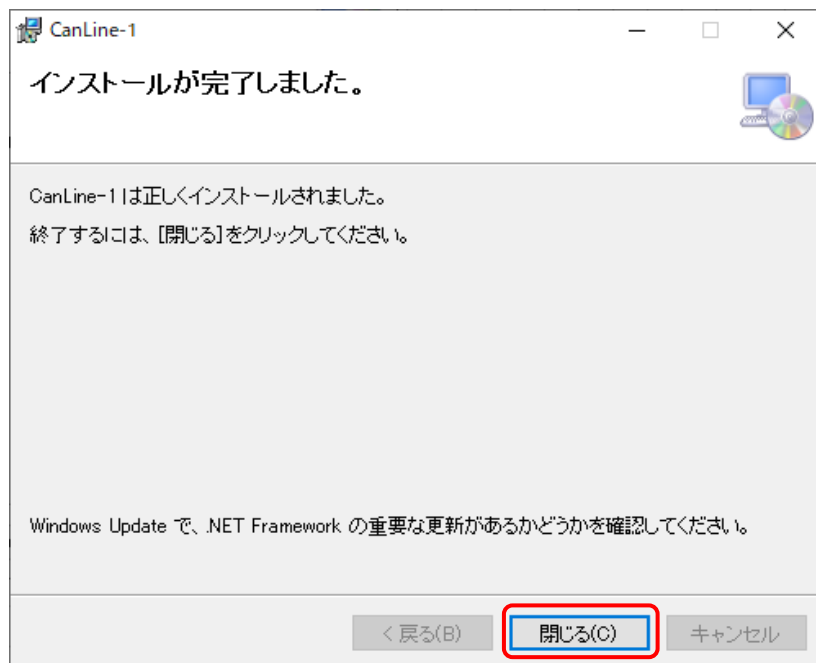 CanLine-1
インストールが完了しました。
CanLine-1 は正しくインストールされました。
終了するには、[閉じる]をクリックしてください。
Windows Update で、.NET Framework の重要な更新があるかどうかを確認してください。
< 戻る(B)
閉じる(C)
キャンセル